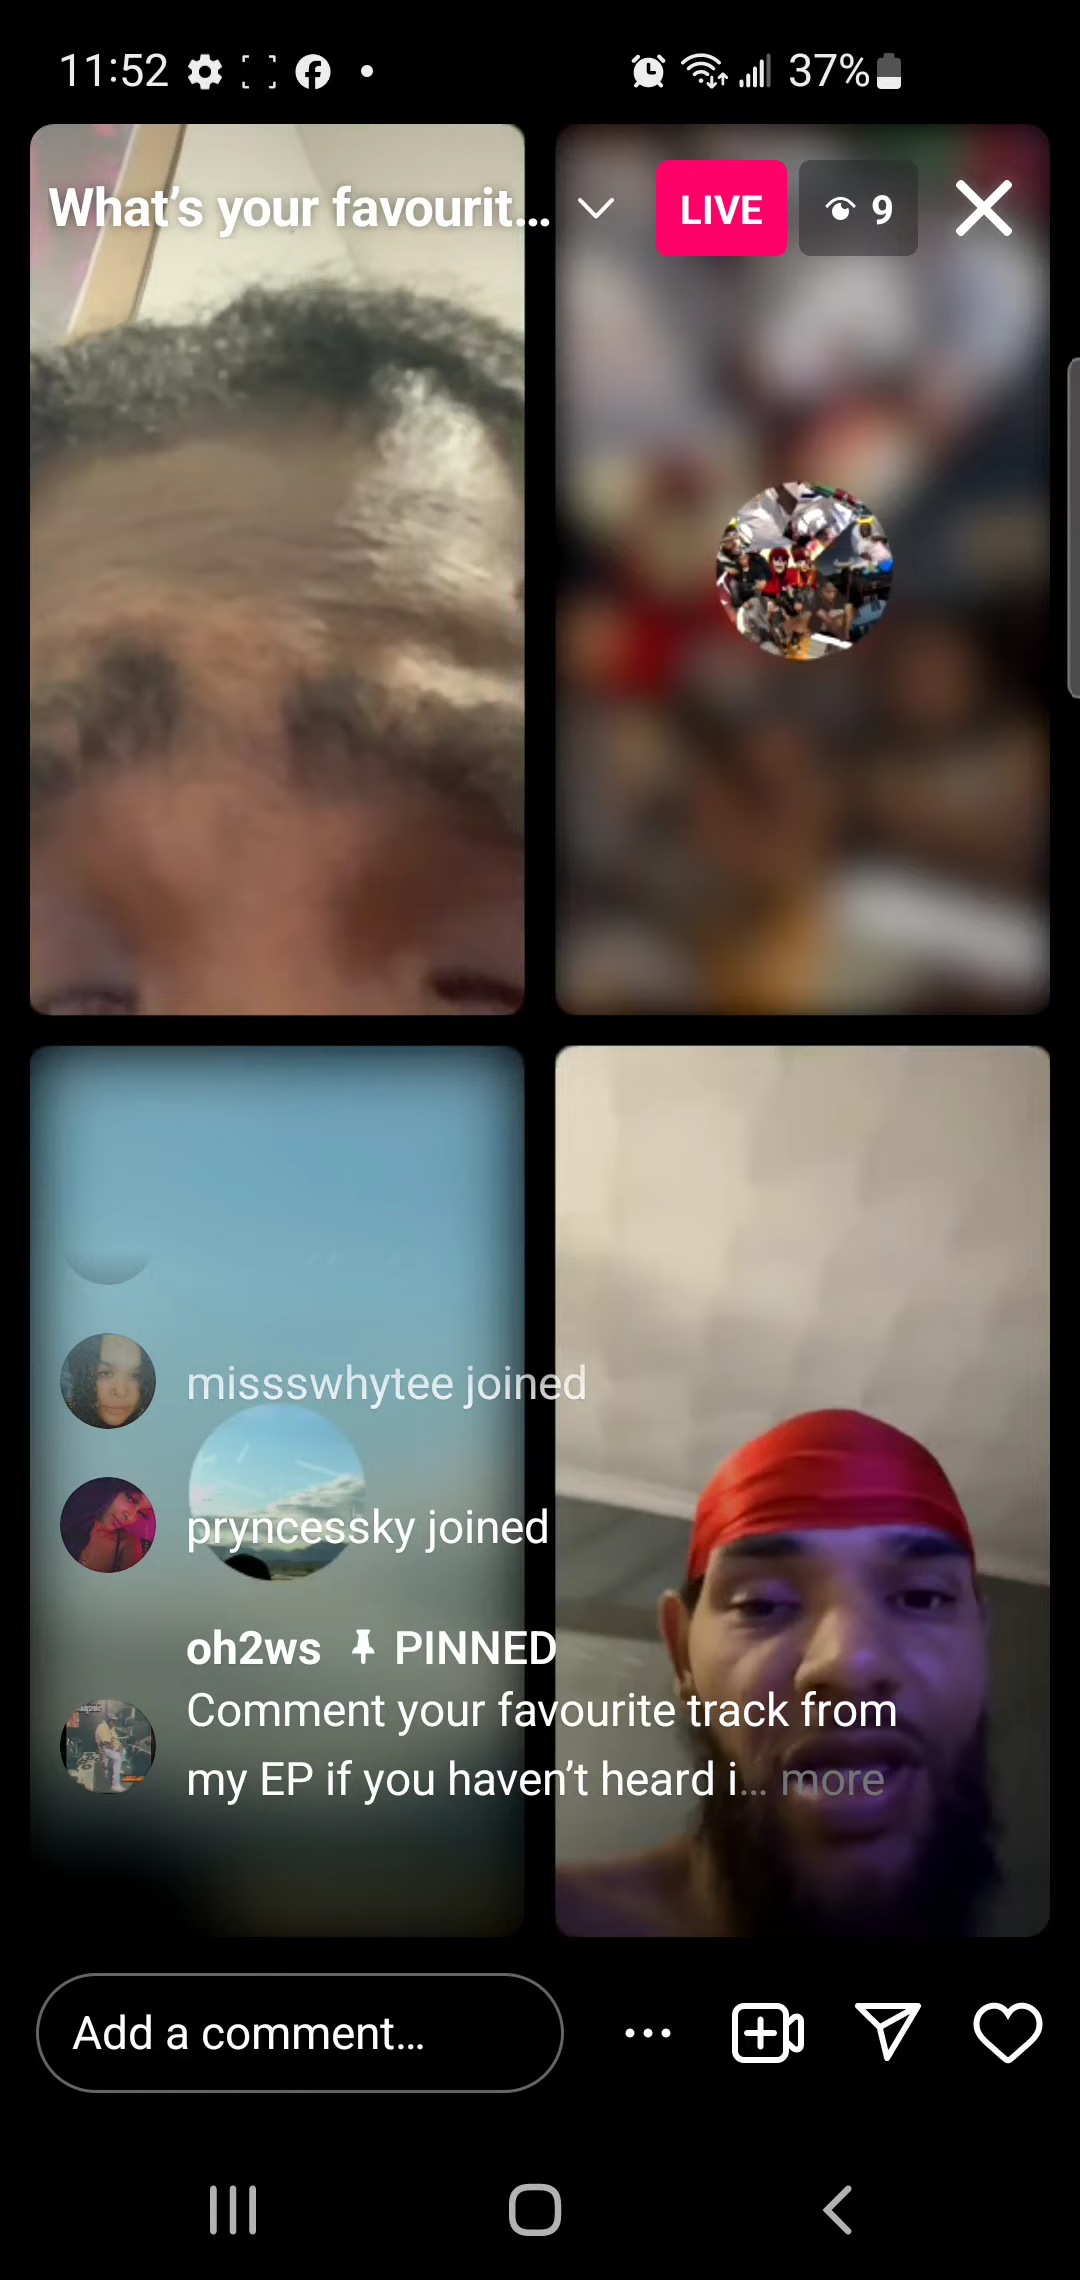 11:52
37%
What’s your favourit...
LIVE
9
missswhytee joined
pryncessky joined
oh2ws PINNED
Comment your favourite track from
my EP if you haven’t heard i... more
Add a comment...